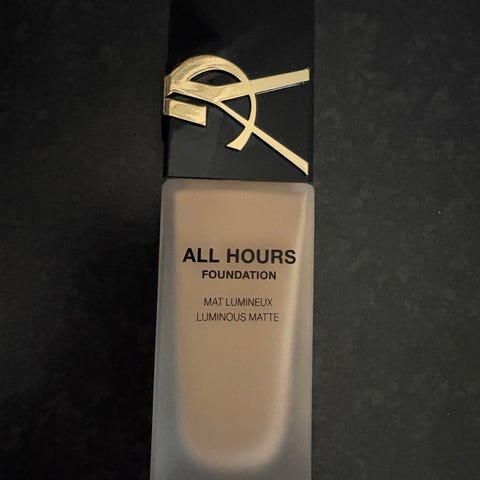 ALL HOURS
FOUNDATION
MAT LUMINEUX
LUMINOUS MATTE